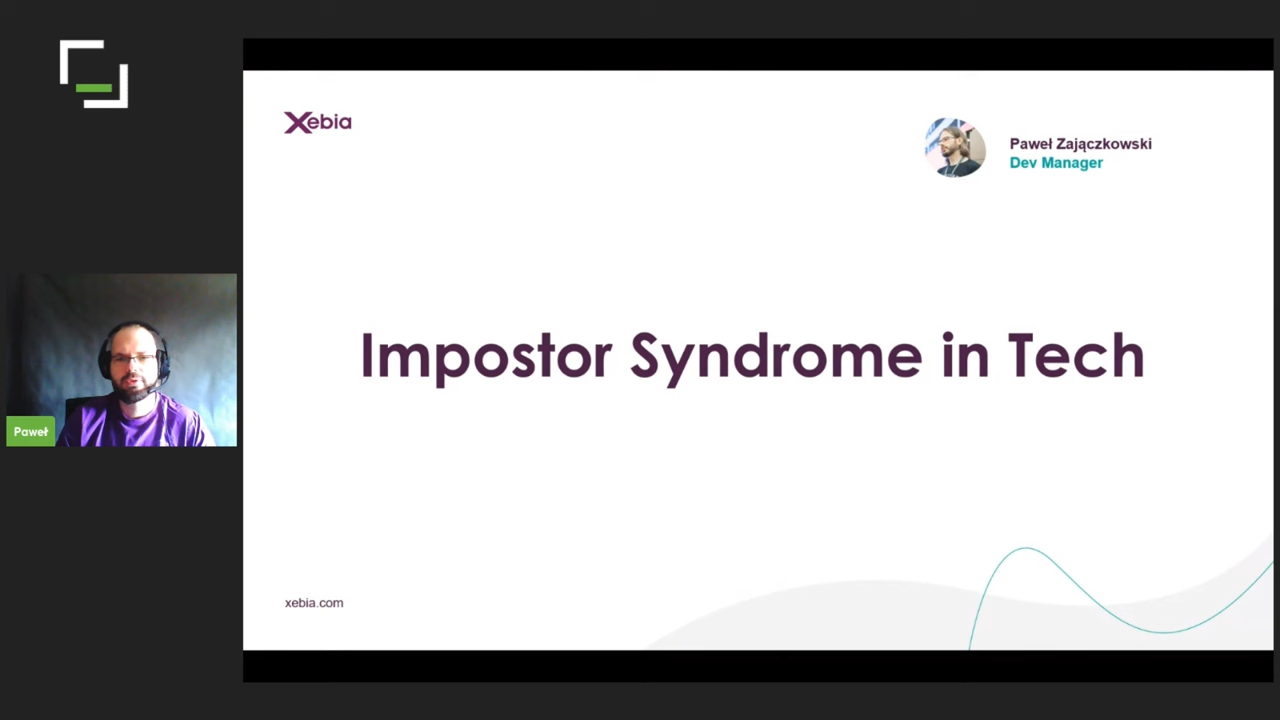 Xebia
Paweł Zajączkowski
Dev Manager
Impostor Syndrome in Tech
Paweł
xebia.com